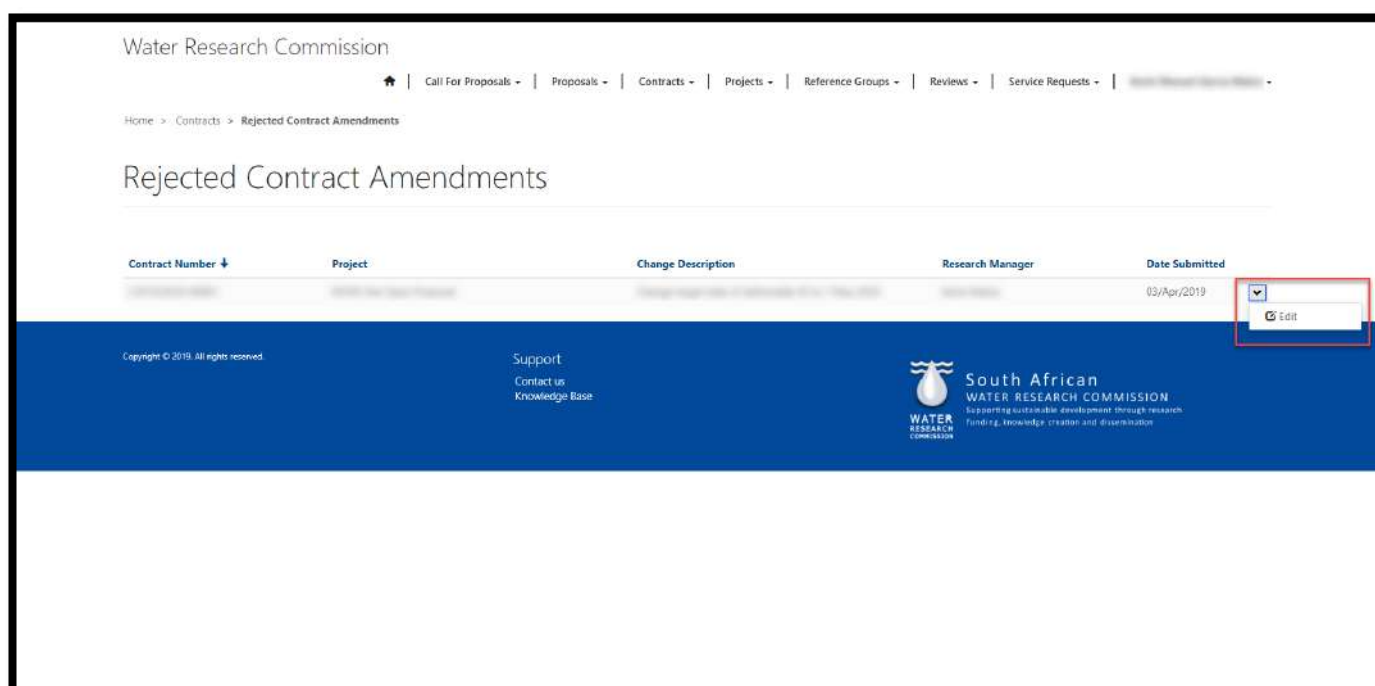 Water Research Commission
Call For Proposals | Proposals | Contracts | Projects | Reference Groups | Reviews | Service Requests |
Home > Contracts > Rejected Contract Amendments
Rejected Contract Amendments
Contract Number Project Change Description Research Manager Date Submitted
03/Apr/2019
Edit
Copyright © 2019. All rights reserved.
Support
Contact us
Knowledge Base
WATER
RESEARCH
COMMISSION
South African
WATER RESEARCH COMMISSION
Supporting sustainable development through research
funding, knowledge creation and dissemination